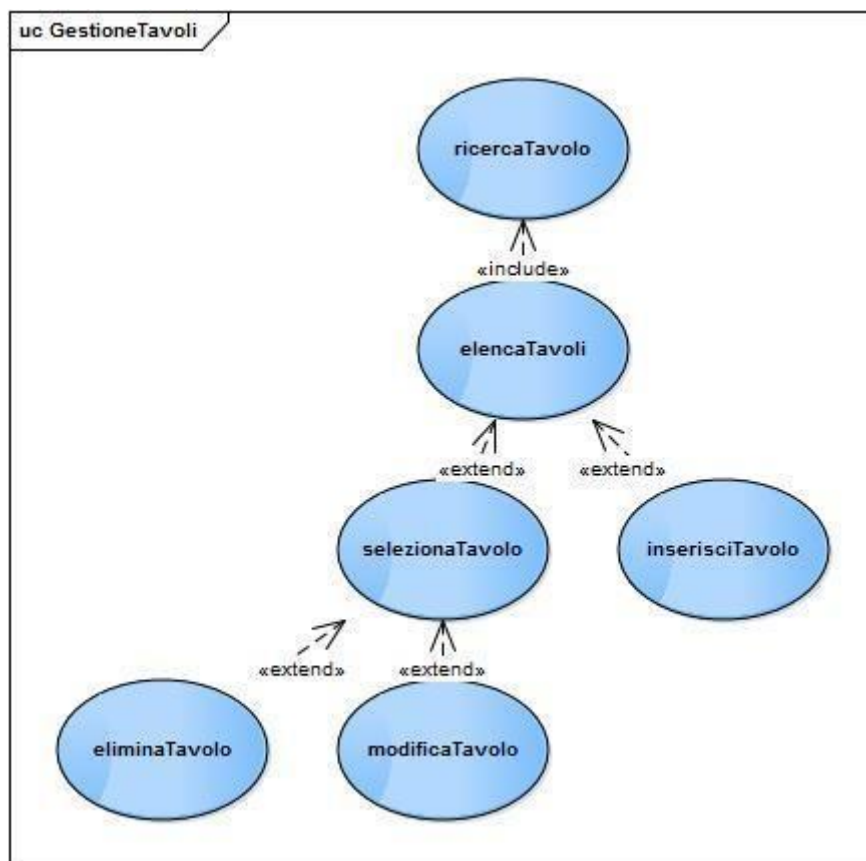 uc GestioneTavoli
ricercaTavolo
«include»
elencaTavoli
«extend»
«extend»
selezionaTavolo
inserisciTavolo
«extend»
«extend»
eliminaTavolo
modificaTavolo